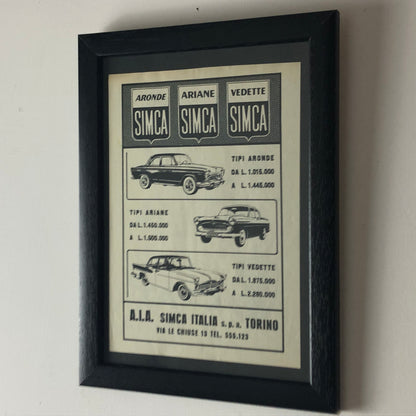 ARONDE ARIANE VEDETTE
SIMCA SIMCA SIMCA
TIPI ARONDE
DA L. 1.015.000
A L. 1.445.000
TIPI ARIANE
DA L. 1.450.000
A L. 1.505.000
TIPI VEDETTE
DA L. 1.875.000
A L. 2.280.000
A.I.A. SIMCA ITALIA s.p.a. TORINO
VIA LE CHIUSE 15 TEL. 555.123